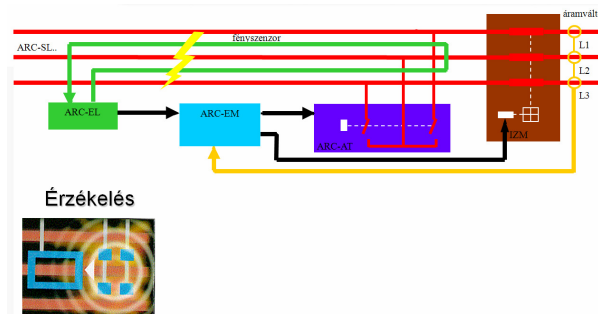 áramvált
fényszenzor
ARC-SL..
L1
L2
L3
ARC-EL
ARC-EM
ARC-AT
IZM
Érzékelés